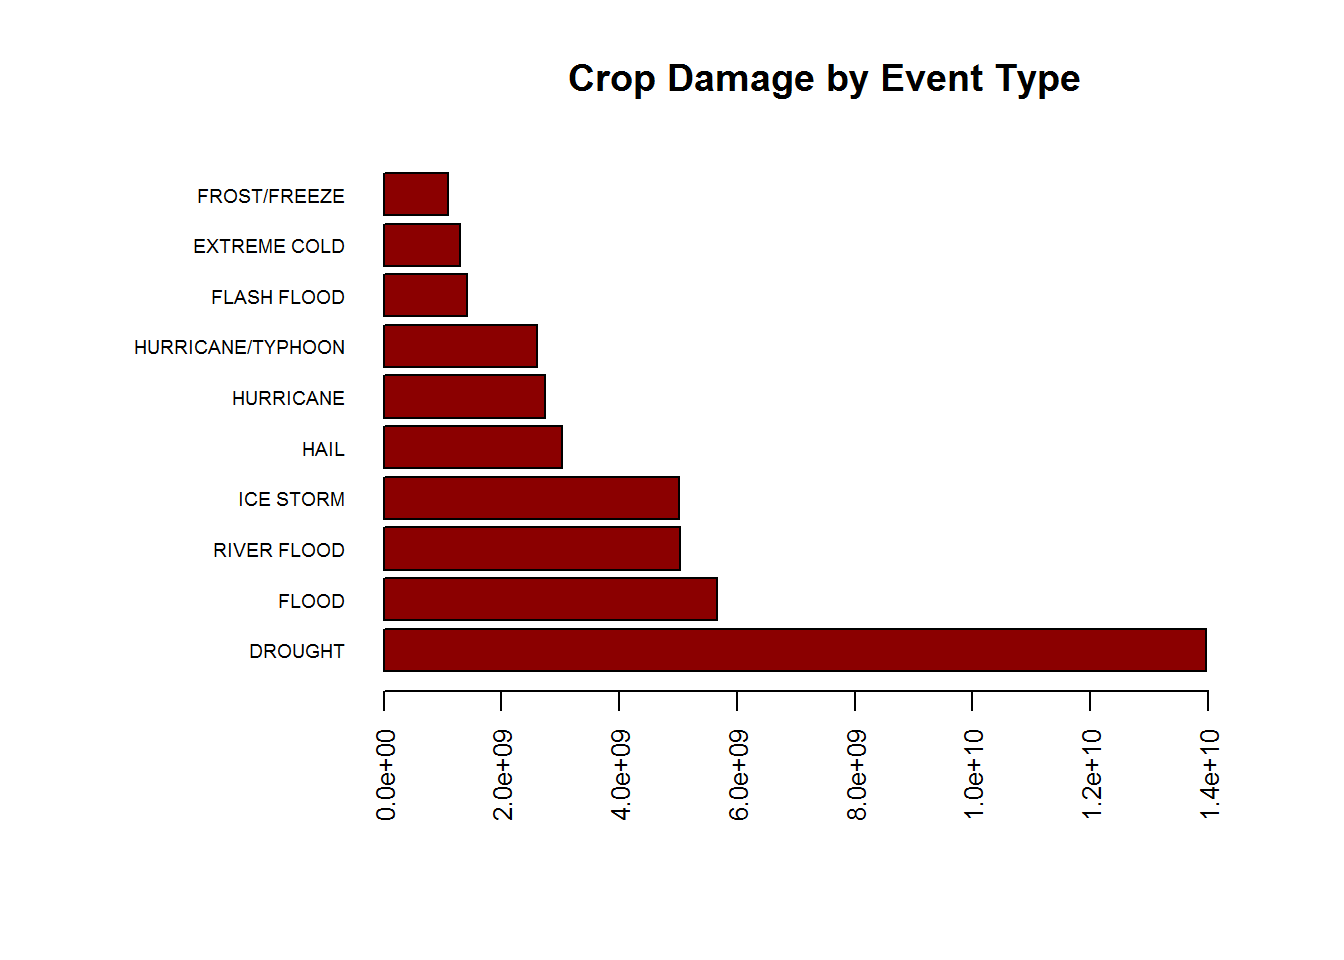 Crop Damage by Event Type
FROST/FREEZE
EXTREME COLD
FLASH FLOOD
HURRICANE/TYPHOON
HURRICANE
HAIL
ICE STORM
RIVER FLOOD
FLOOD
DROUGHT
0.0e+00
2.0e+09
4.0e+09
6.0e+09
8.0e+09
1.0e+10
1.2e+10
1.4e+10